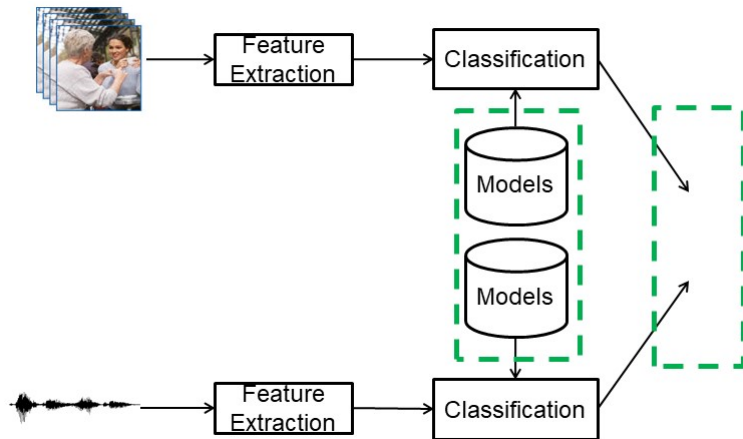 Feature
Extraction
Classification
Models
Models
Feature
Extraction
Classification